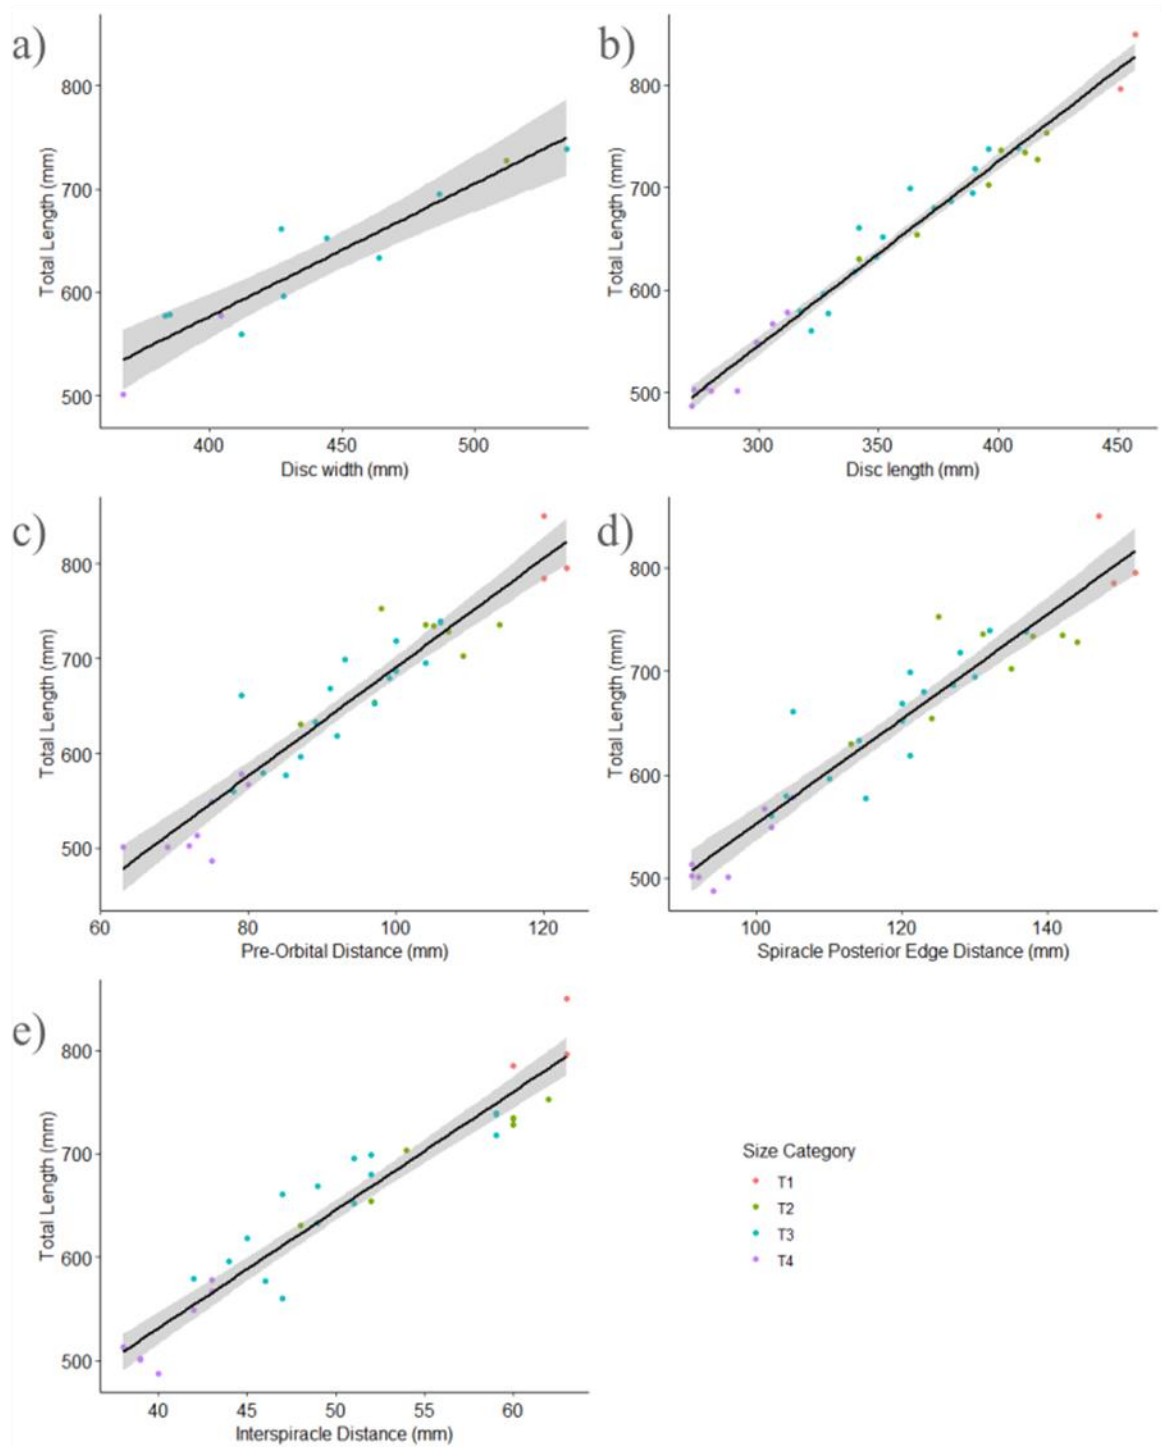 a)
800
700
600
500
Total Length (mm)
400 450 500
Disc width (mm)
b)
800
700
600
500
Total Length (mm)
300 350 400 450
Disc length (mm)
c)
800
700
600
500
Total Length (mm)
60 80 100 120
Pre-Orbital Distance (mm)
d)
800
700
600
500
Total Length (mm)
100 120 140
Spiracle Posterior Edge Distance (mm)
e)
800
700
600
500
Total Length (mm)
40 45 50 55 60
Interspiracle Distance (mm)
Size Category
T1
T2
T3
T4